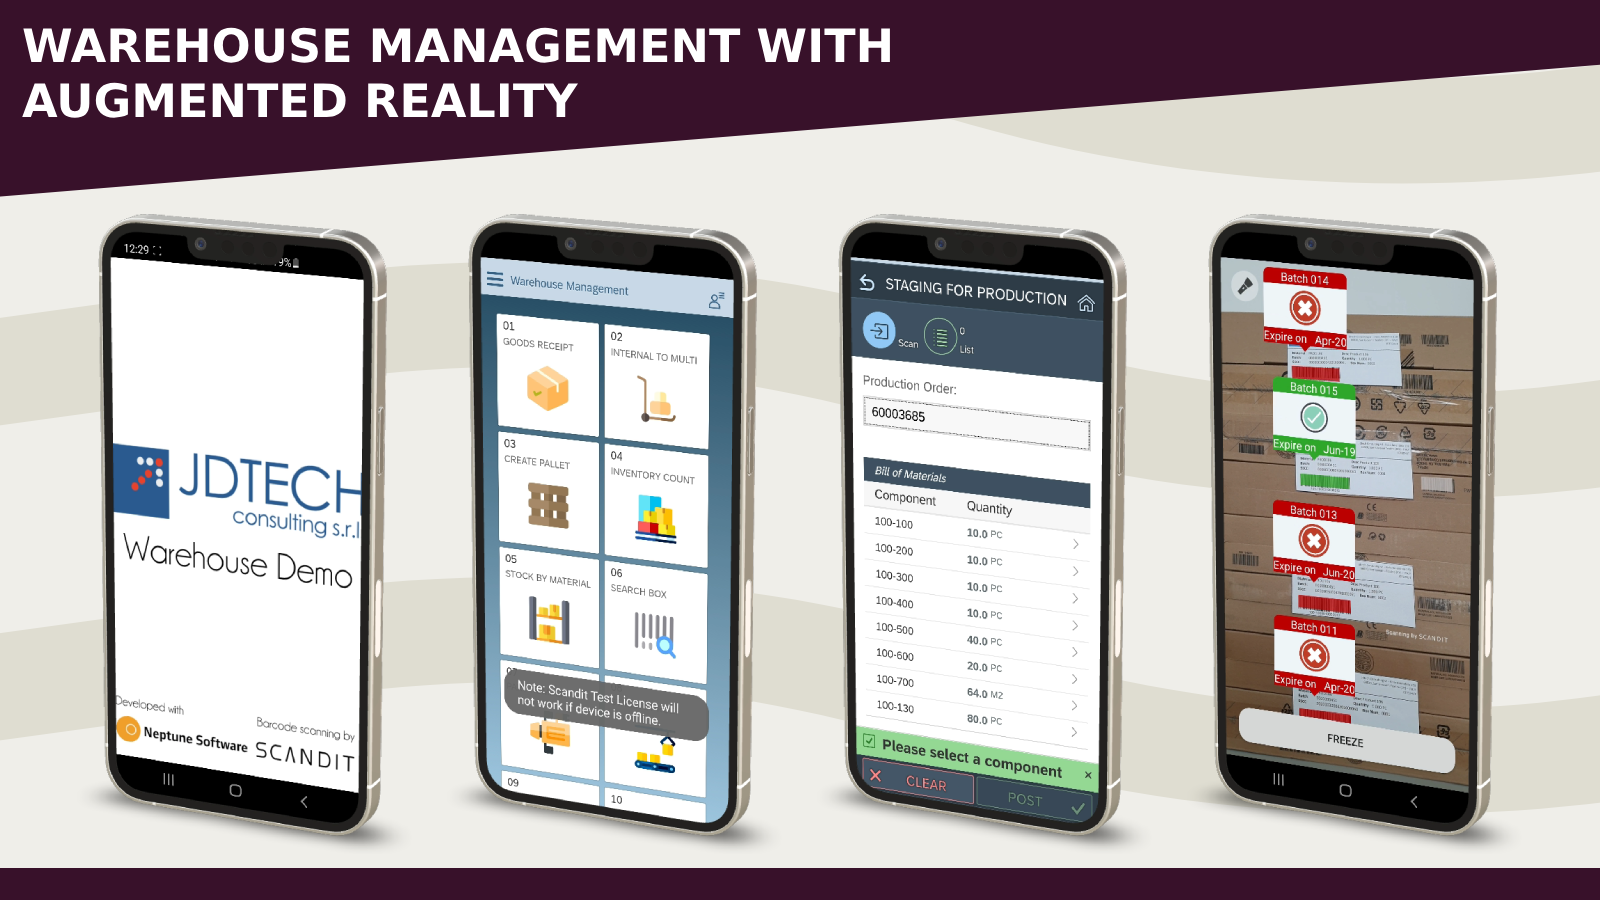 WAREHOUSE MANAGEMENT WITH
AUGMENTED REALITY
12:29
9%
JDTECH
consulting s.r.l
Warehouse Demo
Developed with
Neptune Software
Barcode scanning by
SCANDIT
Warehouse Management
01
GOODS RECEIPT
02
INTERNAL TO MULTI
03
CREATE PALLET
04
INVENTORY COUNT
05
STOCK BY MATERIAL
06
SEARCH BOX
Note: Scandit Test License will
not work if device is offline.
09
10
STAGING FOR PRODUCTION
Scan
0
List
Production Order:
60003685
Bill of Materials
Component Quantity
100-100 10.0 PC
100-200 10.0 PC
100-300 10.0 PC
100-400 10.0 PC
100-500 40.0 PC
100-600 20.0 PC
100-700 64.0 M2
100-130 80.0 PC
Please select a component
CLEAR
POST
Batch 014
Expire on Apr-20
Batch 015
Expire on Jun-19
Batch 013
Expire on Jun-20
Scanning by SCANDIT
Batch 011
Expire on Apr-20
FREEZE